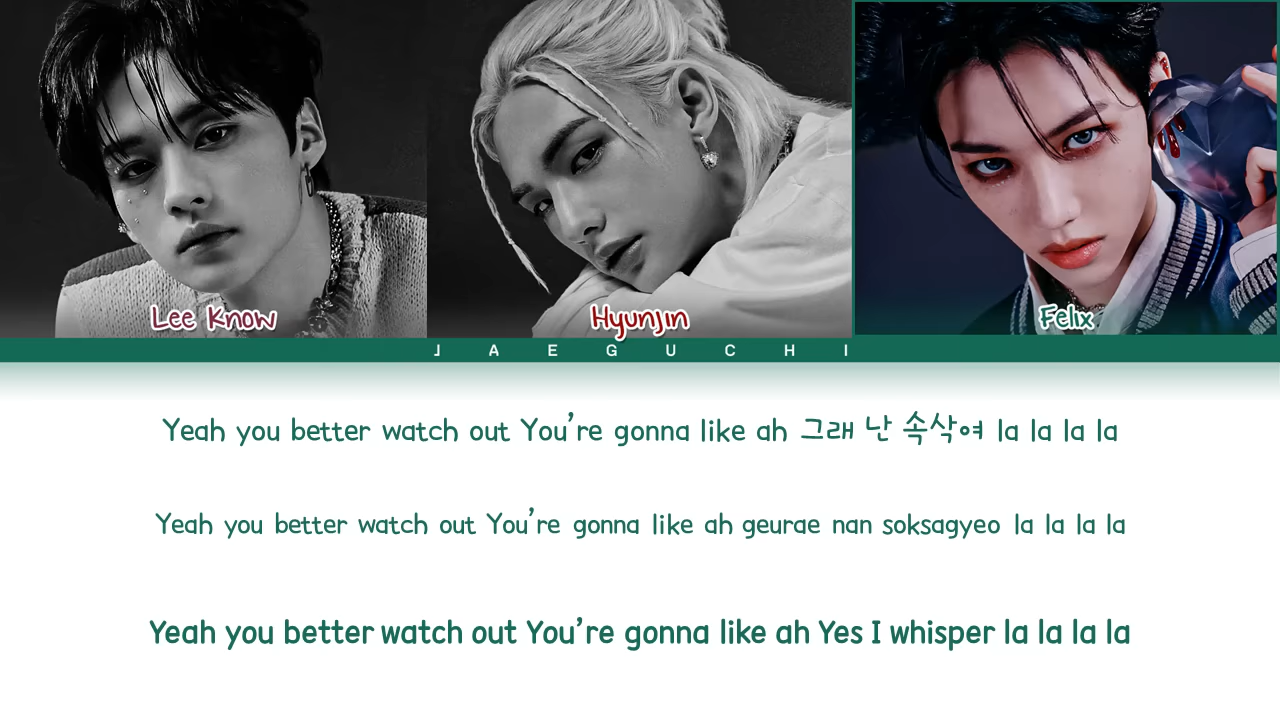 Lee Know Hyunjin Felix
J A E G U C H I
Yeah you better watch out You're gonna like ah 그래 난 속삭여 la la la la
Yeah you better watch out You're gonna like ah geurae nan soksagyeo la la la la
Yeah you better watch out You're gonna like ah Yes I whisper la la la la